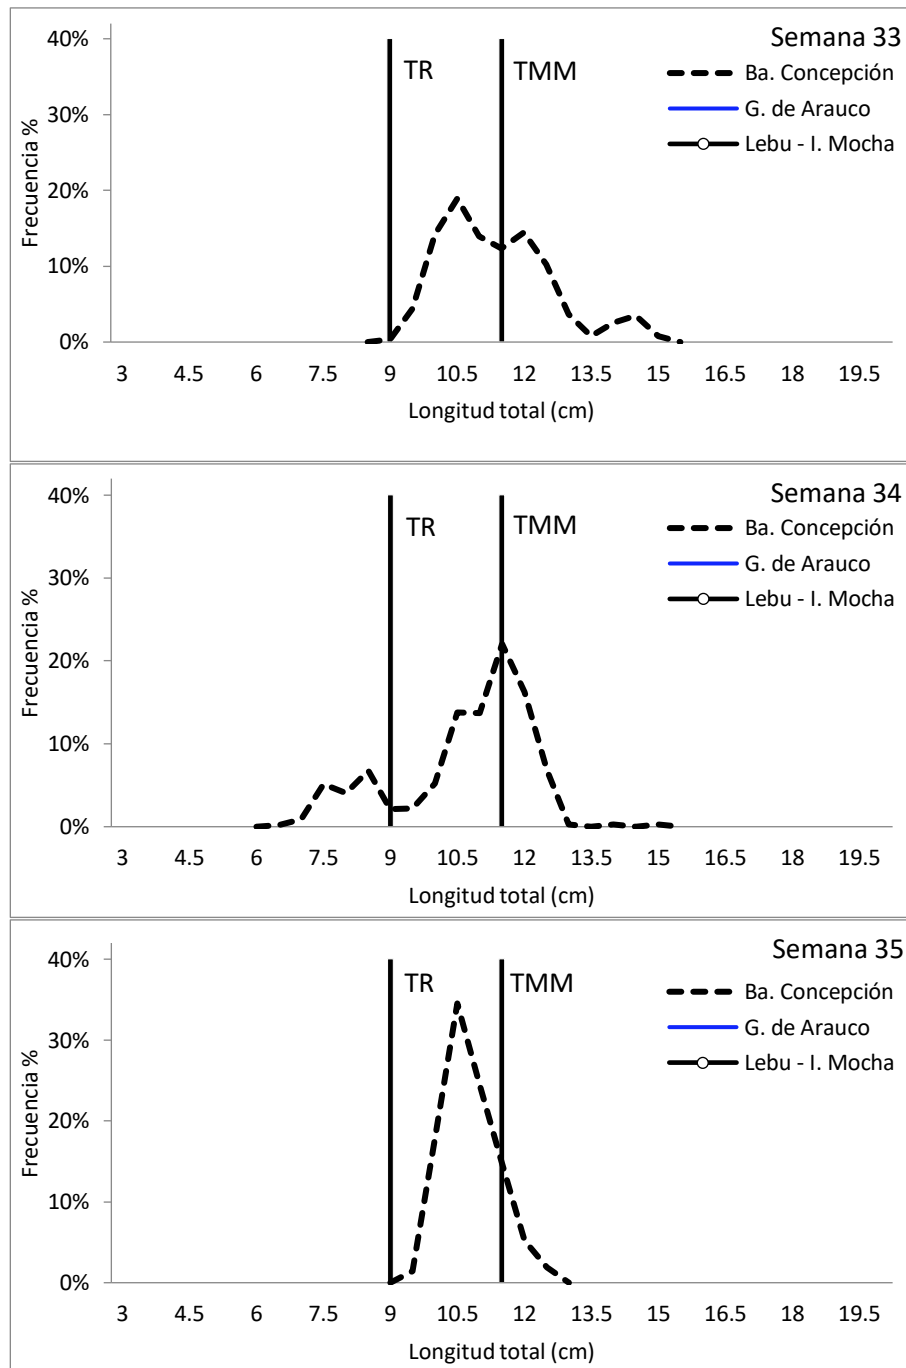 Semana 33
40%
TR
TMM
Ba. Concepción
G. de Arauco
Lebu - I. Mocha
30%
20%
10%
0%
Frecuencia %
3 4.5 6 7.5 9 10.5 12 13.5 15 16.5 18 19.5
Longitud total (cm)
Semana 34
40%
TR
TMM
Ba. Concepción
G. de Arauco
Lebu - I. Mocha
30%
20%
10%
0%
Frecuencia %
3 4.5 6 7.5 9 10.5 12 13.5 15 16.5 18 19.5
Longitud total (cm)
Semana 35
40%
TR
TMM
Ba. Concepción
G. de Arauco
Lebu - I. Mocha
30%
20%
10%
0%
Frecuencia %
3 4.5 6 7.5 9 10.5 12 13.5 15 16.5 18 19.5
Longitud total (cm)